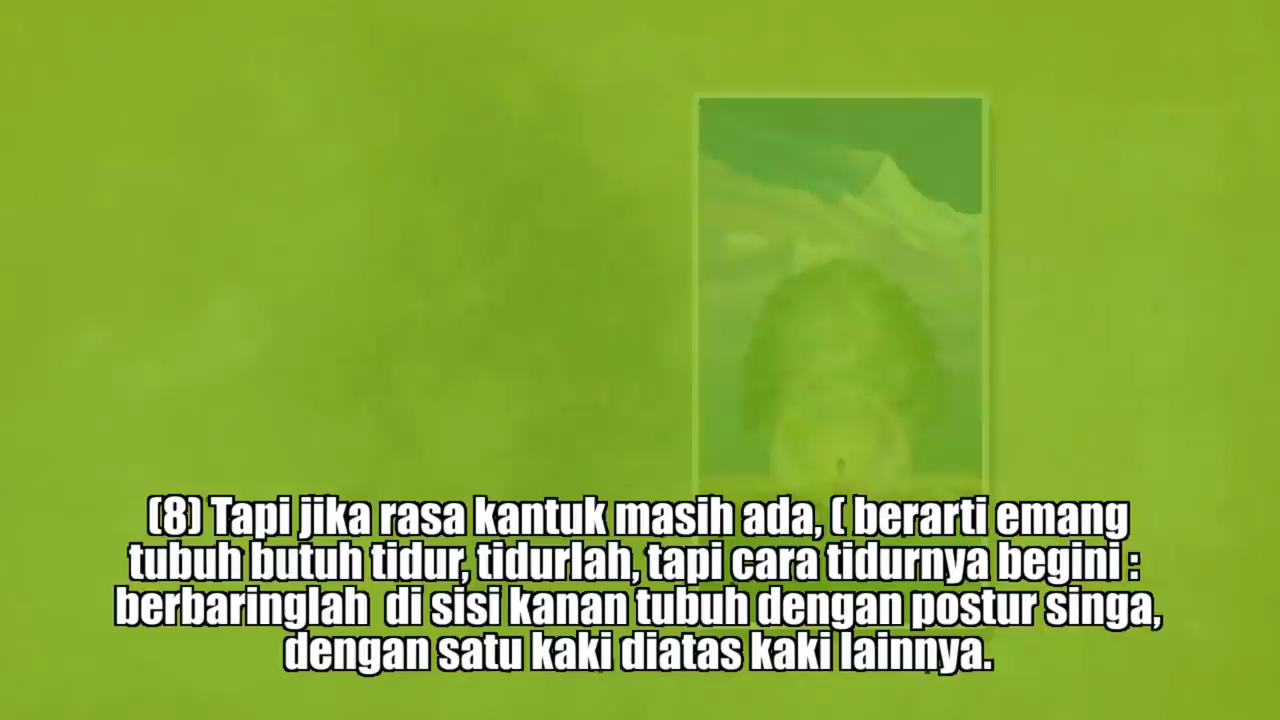 (8) Tapi jika rasa kantuk masih ada, ( berarti emang
tubuh butuh tidur, tidurlah, tapi cara tidurnya begini :
berbaringlah  di sisi kanan tubuh dengan postur singa,
dengan satu kaki diatas kaki lainnya.